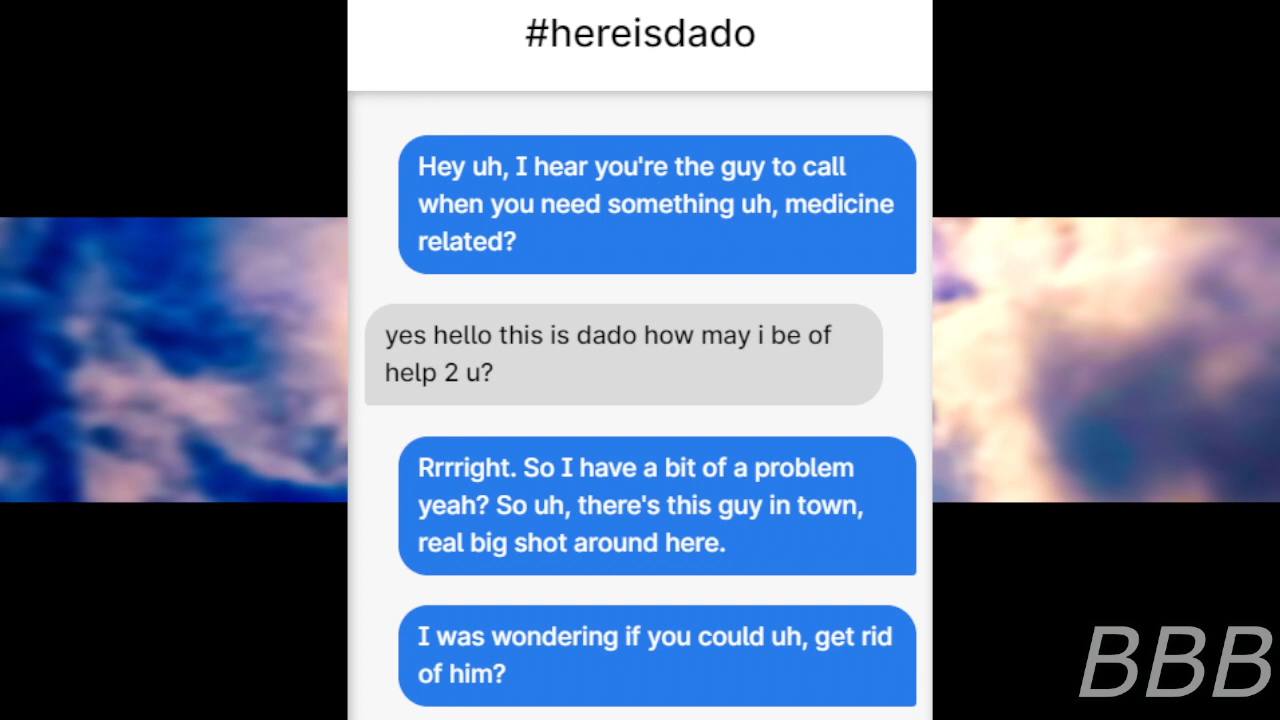 #hereisdado
Hey uh, I hear you're the guy to call
when you need something uh, medicine
related?
yes hello this is dado how may i be of
help 2 u?
Rrrright. So I have a bit of a problem
yeah? So uh, there's this guy in town,
real big shot around here.
I was wondering if you could uh, get rid
of him?
BBB